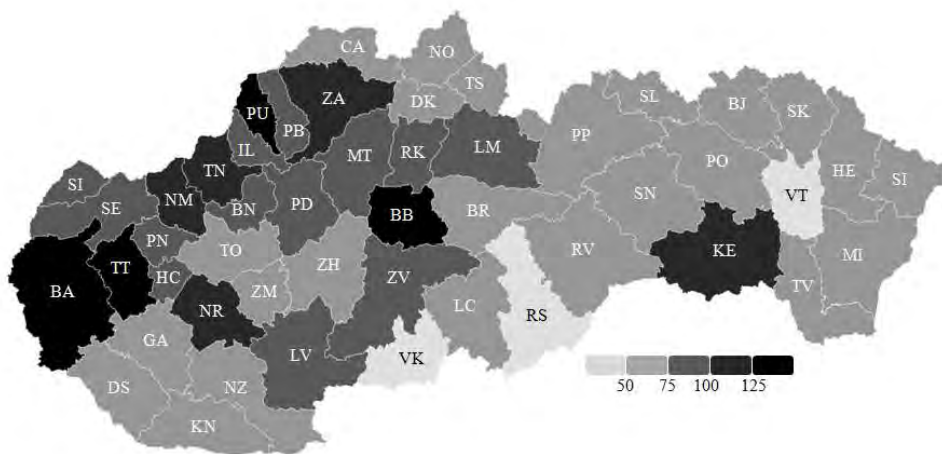 CA
NO
TS
DK
SL
BJ
SK
PU
ZA
PB
IL
PP
MT
RK
LM
PO
HE
SI
TN
NM
SI
SE
BN
PD
SN
VT
BB
BR
PN
TO
ZH
RV
KE
MI
TT
HC
ZV
BA
NR
ZM
LC
RS
TV
GA
LV
VK
DS
NZ
KN
50 75 100 125